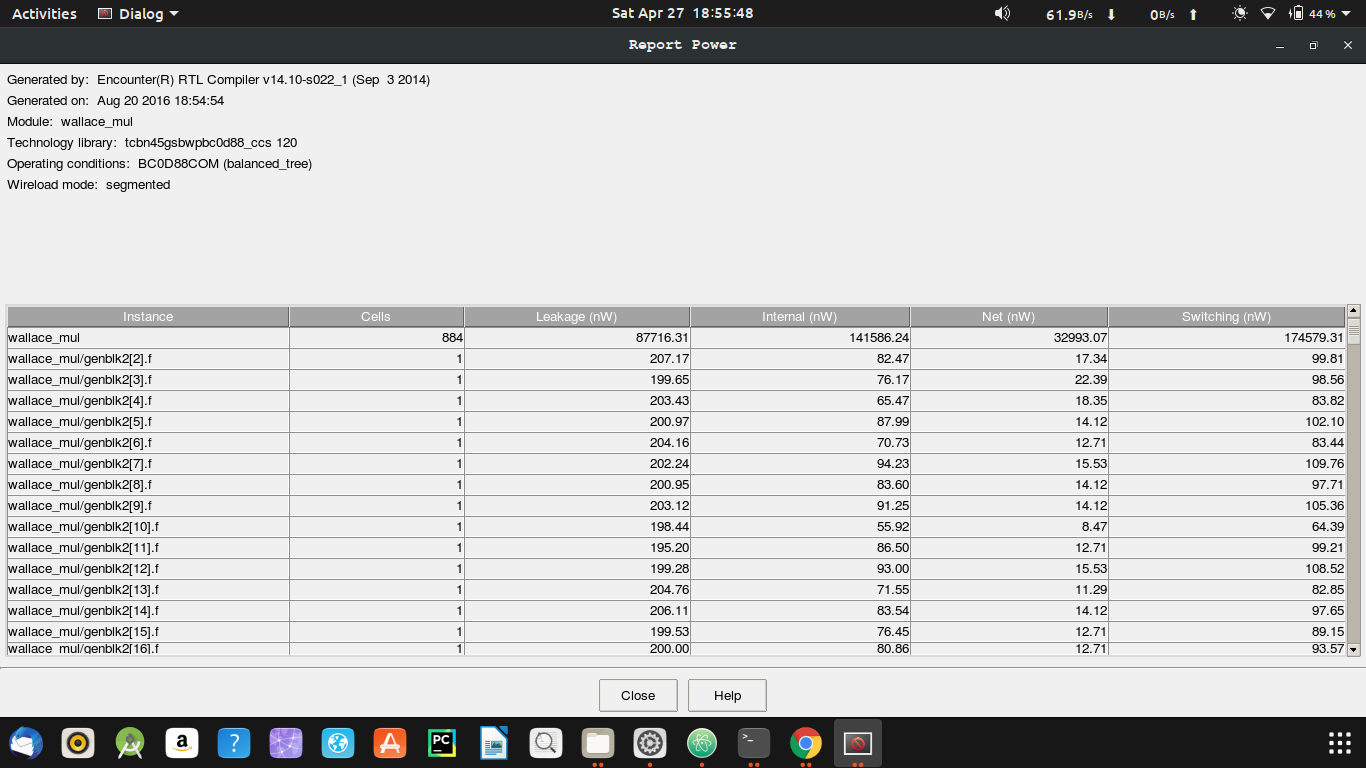 Activities Dialog Sat Apr 27 18:55:48 61.9B/s 0B/s 44%
Report Power
Generated by: Encounter(R) RTL Compiler v14.10-s022_1 (Sep 3 2014)
Generated on: Aug 20 2016 18:54:54
Module: wallace_mul
Technology library: tcbn45gsbwpbc0d88_ccs 120
Operating conditions: BC0D88COM (balanced_tree)
Wireload mode: segmented
Instance Cells Leakage (nW) Internal (nW) Net (nW) Switching (nW)
wallace_mul 884 87716.31 141586.24 32993.07 174579.31
wallace_mul/genblk2[2].f 1 207.17 82.47 17.34 99.81
wallace_mul/genblk2[3].f 1 199.65 76.17 22.39 98.56
wallace_mul/genblk2[4].f 1 203.43 65.47 18.35 83.82
wallace_mul/genblk2[5].f 1 200.97 87.99 14.12 102.10
wallace_mul/genblk2[6].f 1 204.16 70.73 12.71 83.44
wallace_mul/genblk2[7].f 1 202.24 94.23 15.53 109.76
wallace_mul/genblk2[8].f 1 200.95 83.60 14.12 97.71
wallace_mul/genblk2[9].f 1 203.12 91.25 14.12 105.36
wallace_mul/genblk2[10].f 1 198.44 55.92 8.47 64.39
wallace_mul/genblk2[11].f 1 195.20 86.50 12.71 99.21
wallace_mul/genblk2[12].f 1 199.28 93.00 15.53 108.52
wallace_mul/genblk2[13].f 1 204.76 71.55 11.29 82.85
wallace_mul/genblk2[14].f 1 206.11 83.54 14.12 97.65
wallace_mul/genblk2[15].f 1 199.53 76.45 12.71 89.15
wallace_mul/genblk2[16].f 1 200.00 80.86 12.71 93.57
Close Help
a ? A PC >_